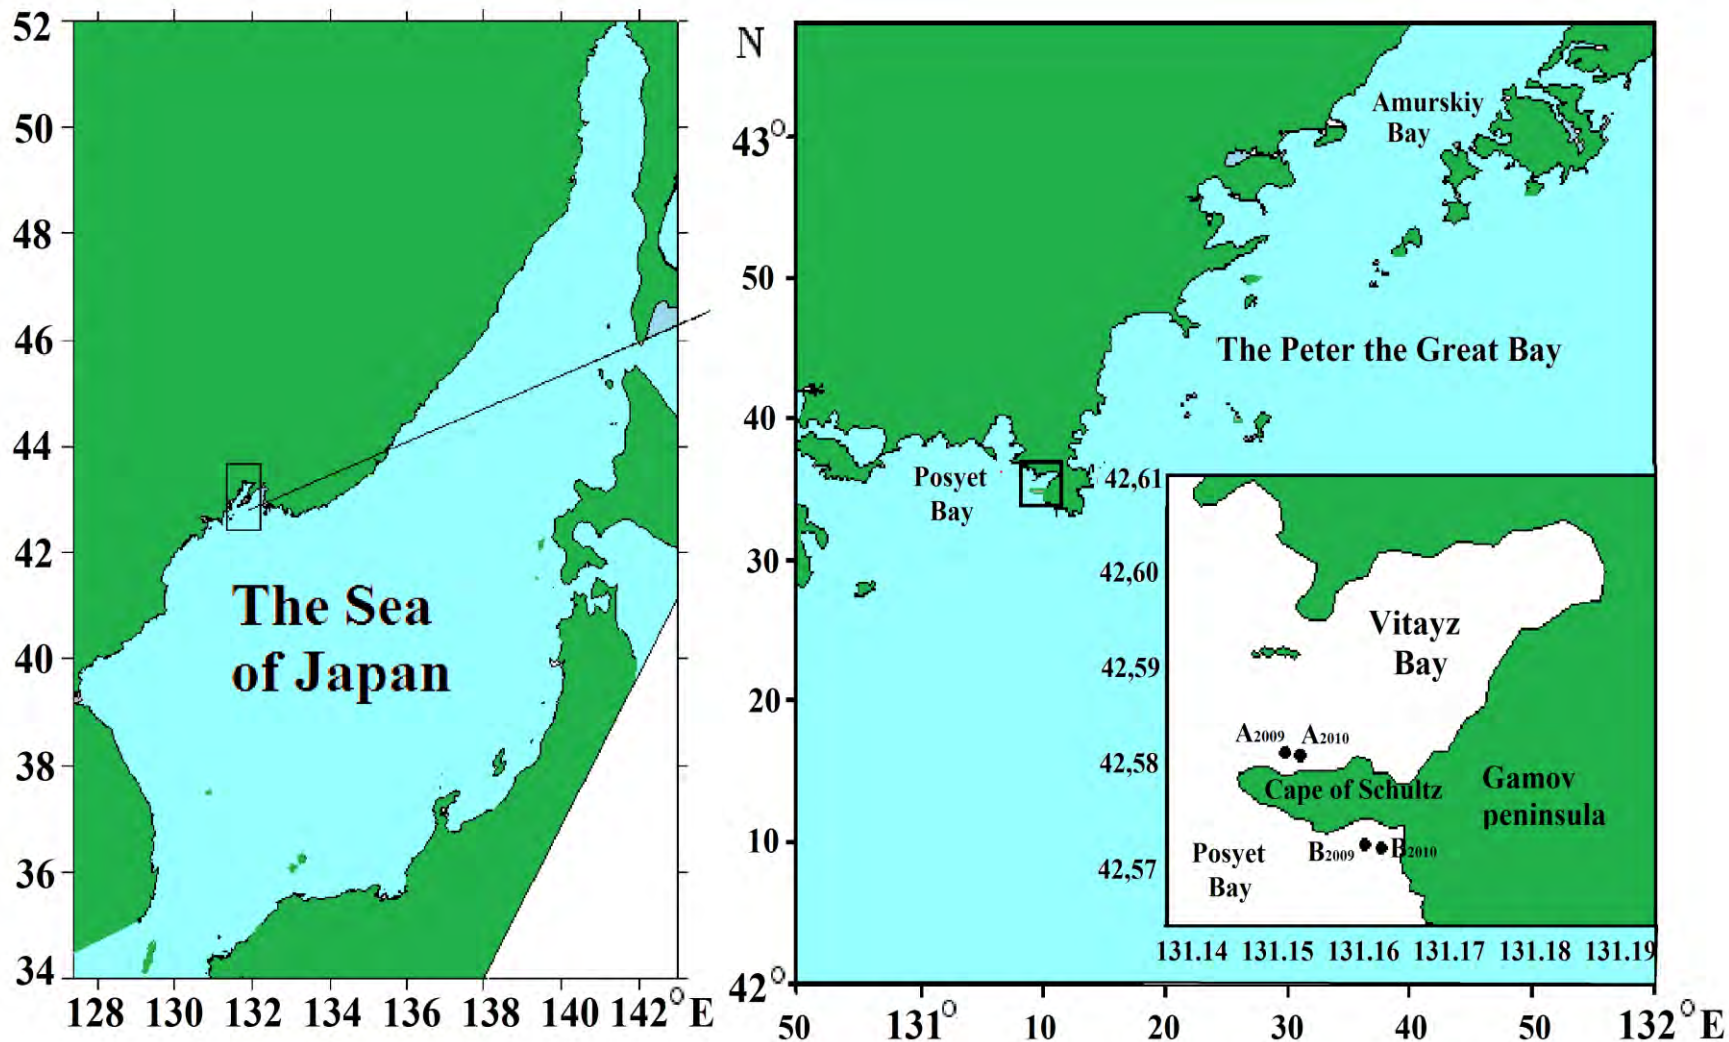 52
50
48
46
44
42
40
38
36
34
128 130 132 134 136 138 140 142° E
The Sea
of Japan
N
43°
50
40
30
20
10
42°
50 131° 10 20 30 40 50 132° E
Amurskiy
Bay
The Peter the Great Bay
Posyet
Bay
42,61
42,60
42,59
42,58
42,57
131.14 131.15 131.16 131.17 131.18 131.19
Vitayz
Bay
A2009 A2010
Cape of Schultz
Gamov
peninsula
B2009 B2010
Posyet
Bay